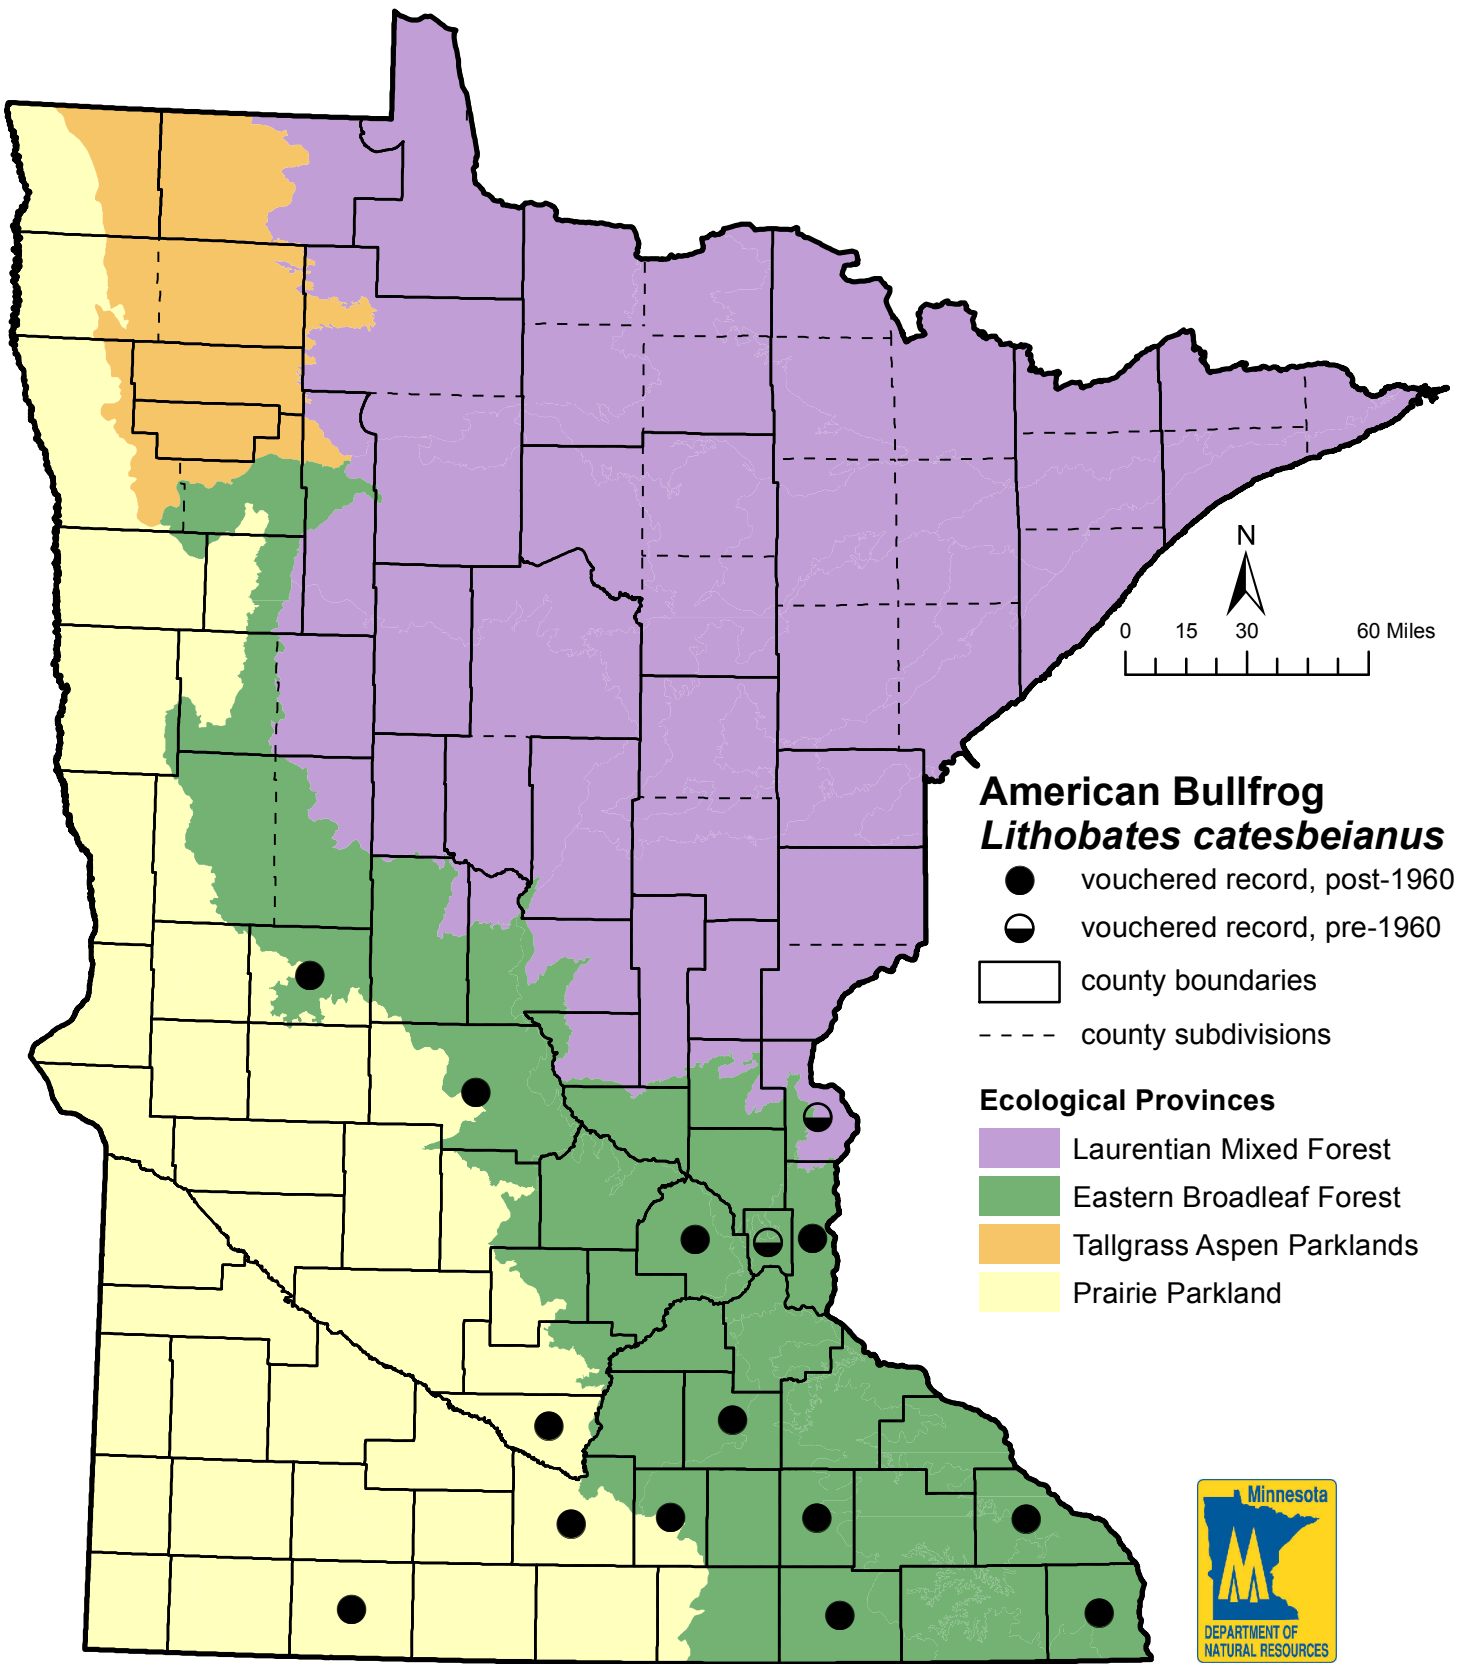 N
0 15 30 60 Miles
American Bullfrog
Lithobates catesbeianus
vouchered record, post-1960
vouchered record, pre-1960
county boundaries
county subdivisions
Ecological Provinces
Laurentian Mixed Forest
Eastern Broadleaf Forest
Tallgrass Aspen Parklands
Prairie Parkland
Minnesota
DEPARTMENT OF
NATURAL RESOURCES